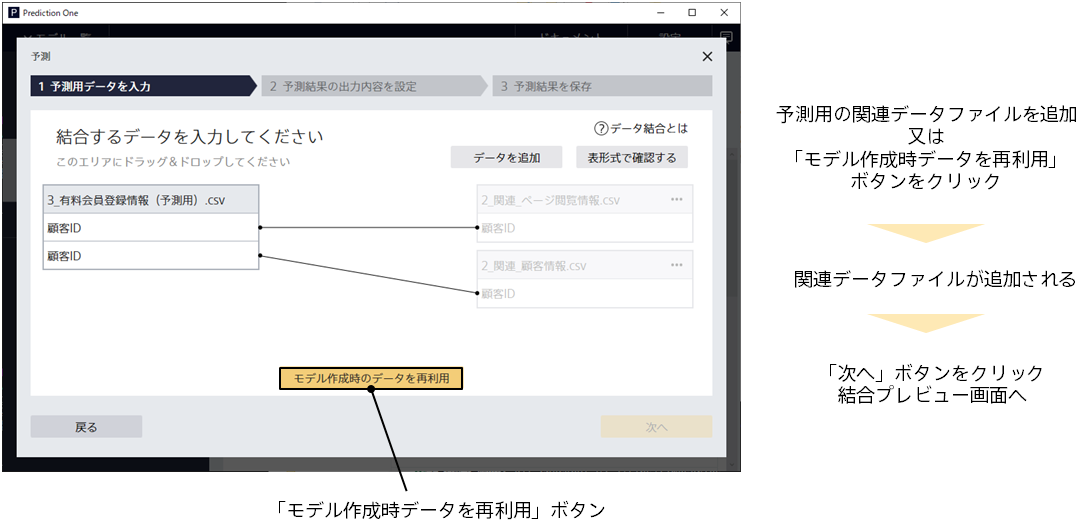 Prediction One
モデル一覧
ドキュメント
設定
予測
1 予測用データを入力
2 予測結果の出力内容を設定
3 予測結果を保存
結合するデータを入力してください
?データ結合とは
このエリアにドラッグ＆ドロップしてください
データを追加
表形式で確認する
3_有料会員登録情報（予測用）.csv
顧客ID
顧客ID
2_関連_ページ閲覧情報.csv
顧客ID
2_関連_顧客情報.csv
顧客ID
モデル作成時のデータを再利用
戻る
次へ
「モデル作成時データを再利用」ボタン
予測用の関連データファイルを追加
又は
「モデル作成時データを再利用」
ボタンをクリック
関連データファイルが追加される
「次へ」ボタンをクリック
結合プレビュー画面へ